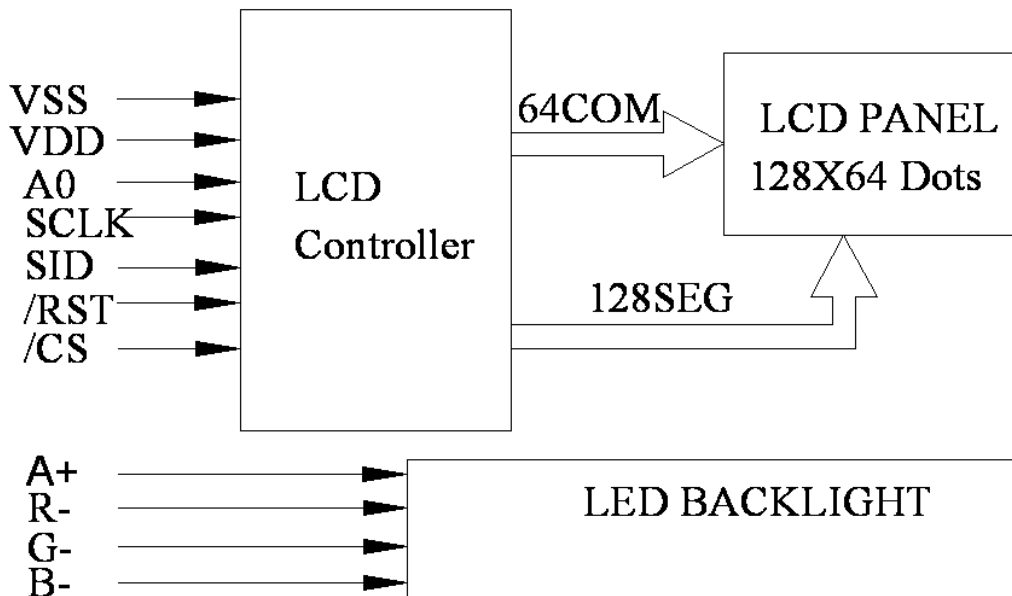 VSS
VDD
A0
SCLK
SID
/RST
/CS
LCD
Controller
64COM
128SEG
LCD PANEL
128X64 Dots
A+
R-
G-
B-
LED BACKLIGHT